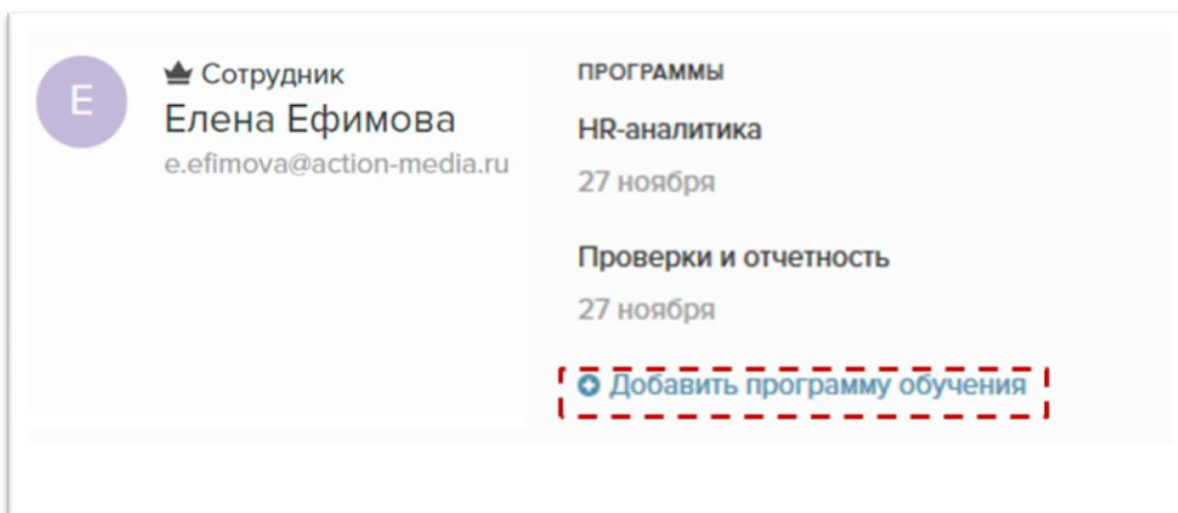 Е
Сотрудник
Елена Ефимова
e.efimova@action-media.ru
ПРОГРАММЫ
HR-аналитика
27 ноября
Проверки и отчетность
27 ноября
Добавить программу обучения